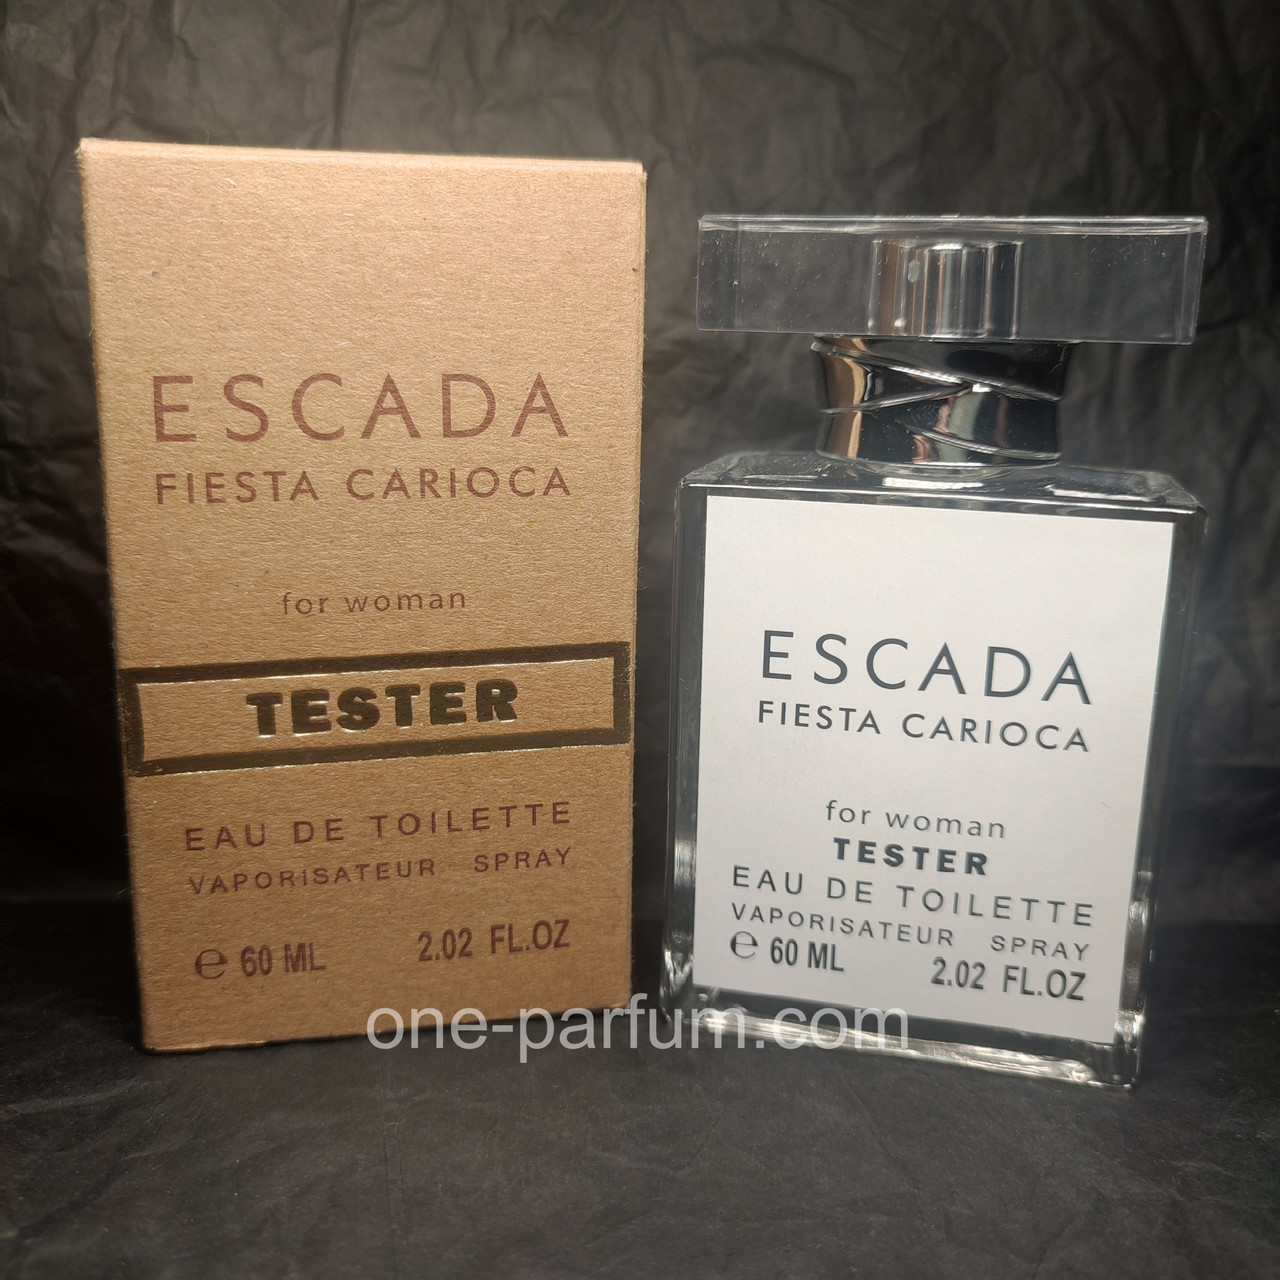 ESCADA
FIESTA CARIOCA
for woman
TESTER
EAU DE TOILETTE
VAPORISATEUR SPRAY
℮ 60 ML 2.02 FL.OZ
ESCADA
FIESTA CARIOCA
for woman
TESTER
EAU DE TOILETTE
VAPORISATEUR SPRAY
℮ 60 ML 2.02 FL.OZ
one-parfum.com